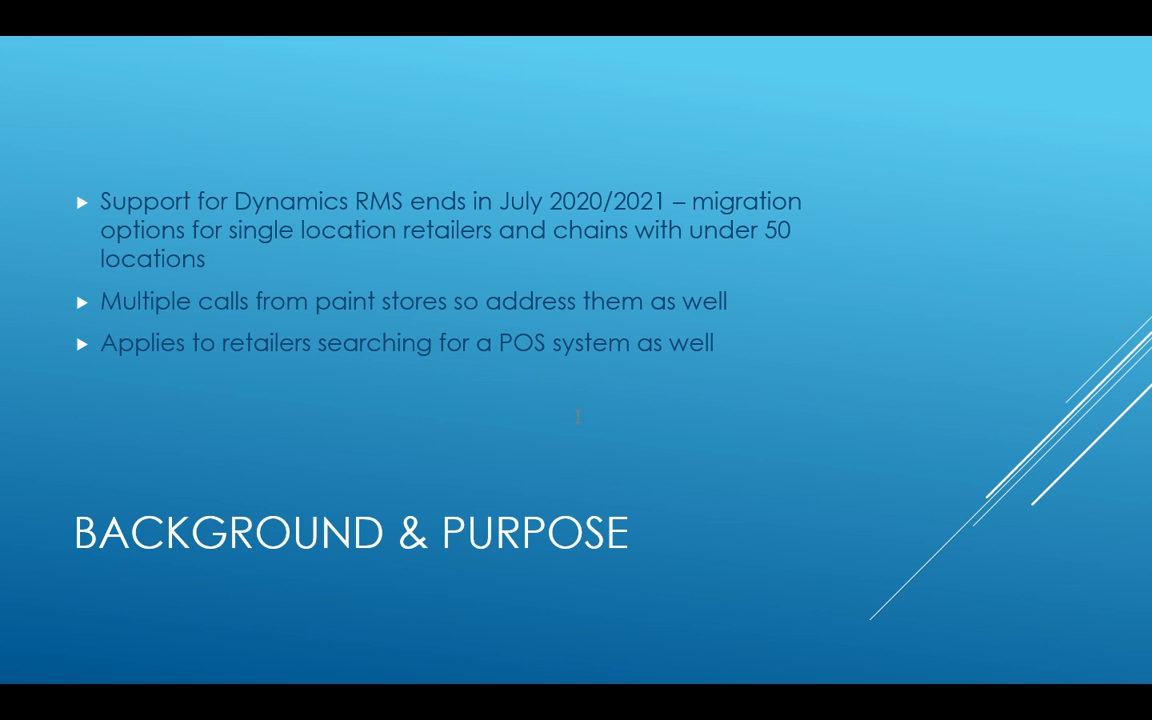 Support for Dynamics RMS ends in July 2020/2021 – migration
options for single location retailers and chains with under 50
locations
Multiple calls from paint stores so address them as well
Applies to retailers searching for a POS system as well
BACKGROUND & PURPOSE